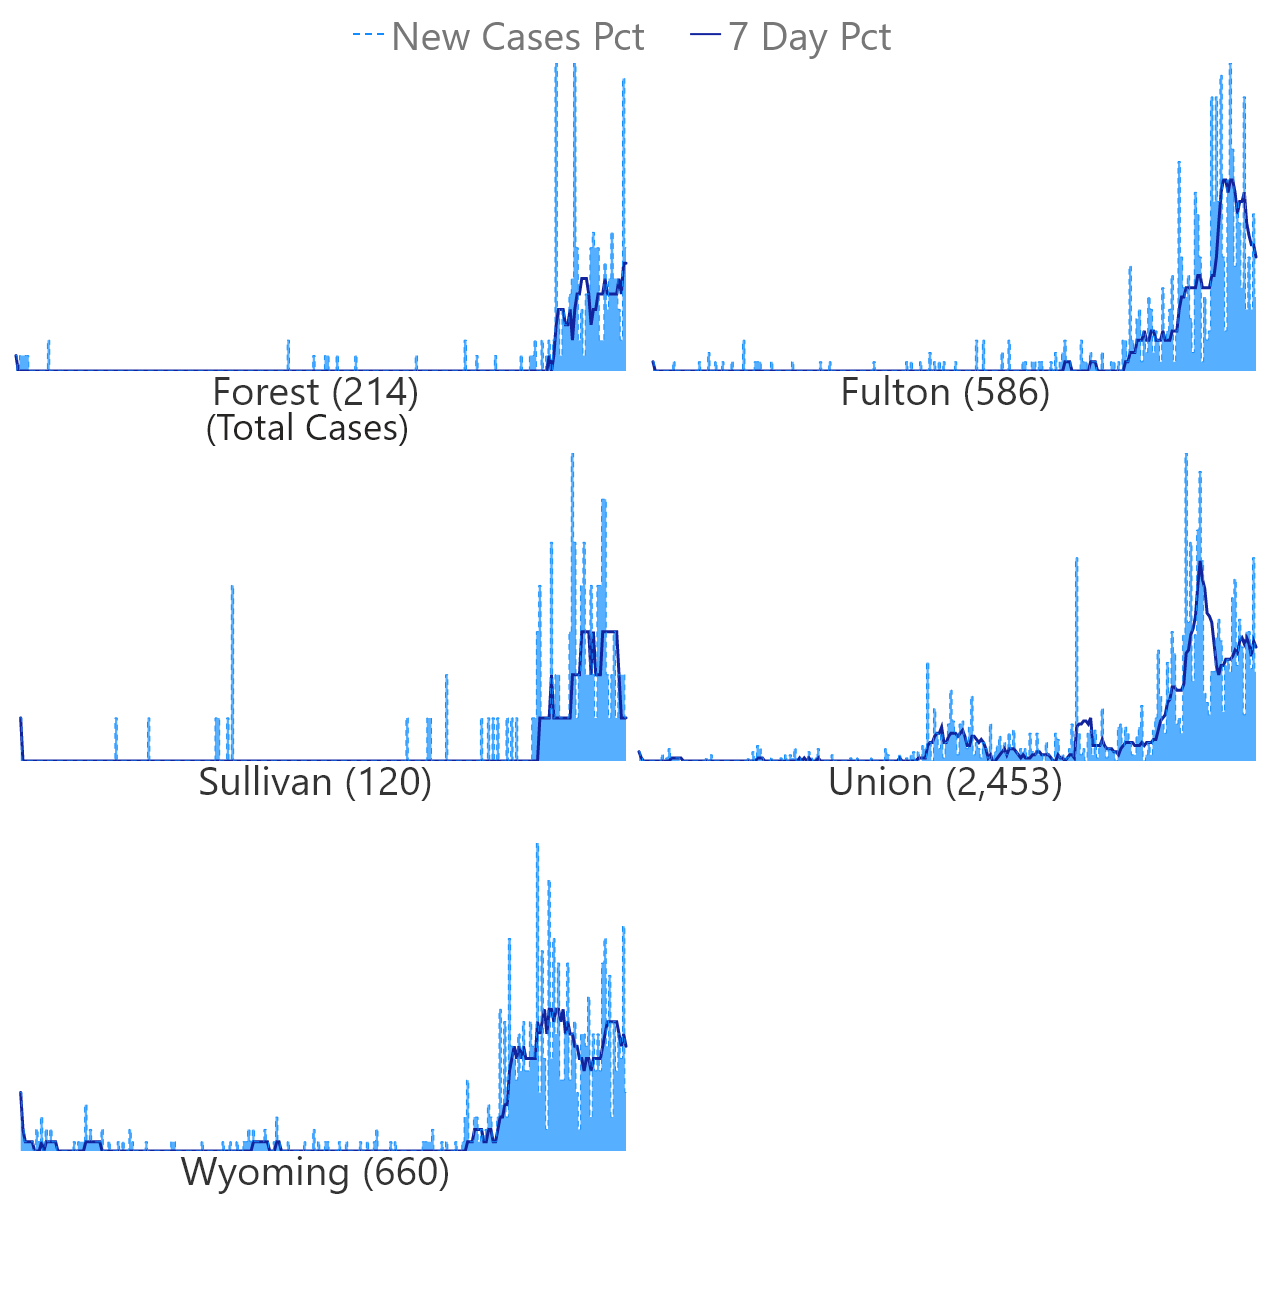 New Cases Pct 7 Day Pct
Forest (214)
(Total Cases)
Fulton (586)
Sullivan (120)
Union (2,453)
Wyoming (660)